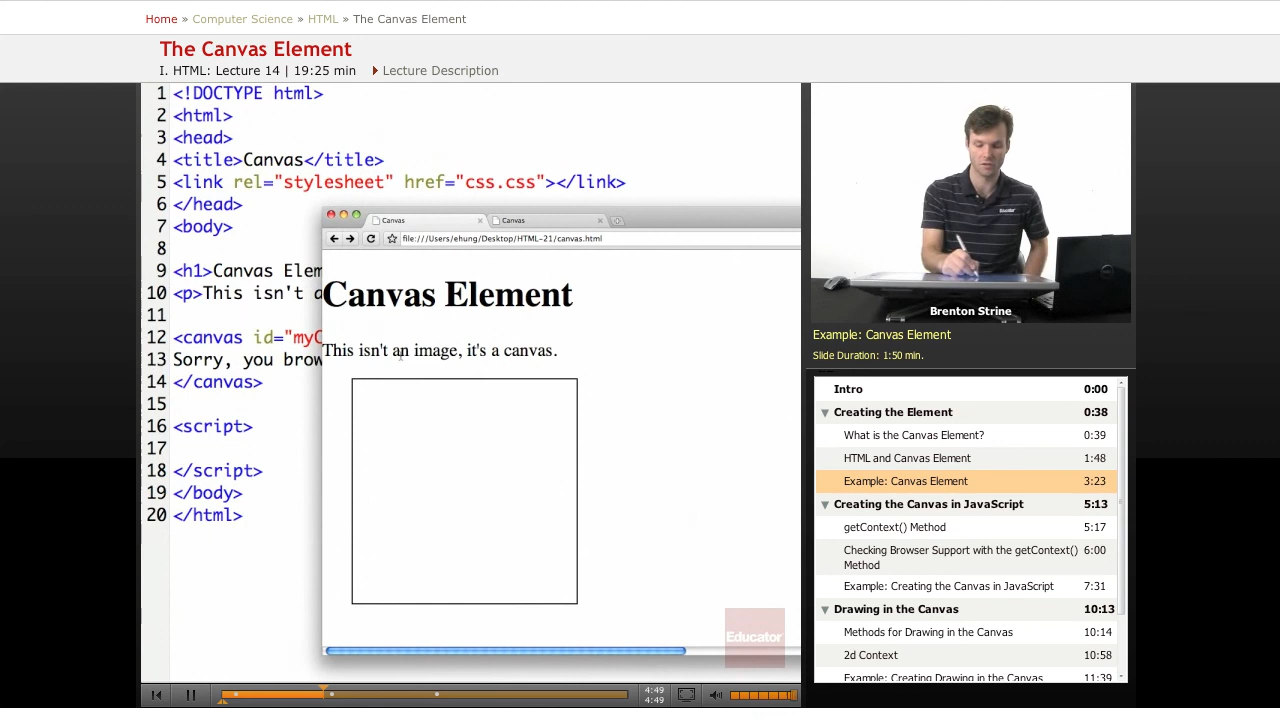 Home » Computer Science » HTML » The Canvas Element
The Canvas Element
I. HTML: Lecture 14 | 19:25 min Lecture Description
1 <!DOCTYPE html>
2 <html>
3 <head>
4 <title>Canvas</title>
5 <link rel="stylesheet" href="css.css"></link>
6 </head>
7 <body>
8
9 <h1>Canvas Elem
10 <p>This isn't a
11
12 <canvas id="myC
13 Sorry, you brow
14 </canvas>
15
16 <script>
17
18 </script>
19 </body>
20 </html>
Canvas Canvas
file:///Users/ehung/Desktop/HTML-21/canvas.html
Canvas Element
This isn't an image, it's a canvas.
Educator
4:49
4:49
Educator
Brenton Strine
Example: Canvas Element
Slide Duration: 1:50 min.
Intro 0:00
Creating the Element 0:38
What is the Canvas Element? 0:39
HTML and Canvas Element 1:48
Example: Canvas Element 3:23
Creating the Canvas in JavaScript 5:13
getContext() Method 5:17
Checking Browser Support with the getContext() 6:00
Method
Example: Creating the Canvas in JavaScript 7:31
Drawing in the Canvas 10:13
Methods for Drawing in the Canvas 10:14
2d Context 10:58
Example: Creating Drawing in the Canvas 11:39